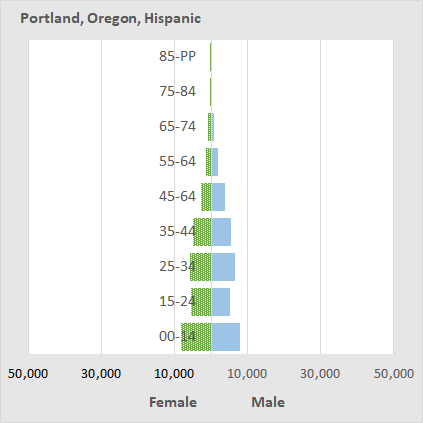 Portland, Oregon, Hispanic
85-PP
75-84
65-74
55-64
45-64
35-44
25-34
15-24
00-14
50,000 30,000 10,000 10,000 30,000 50,000
Female Male